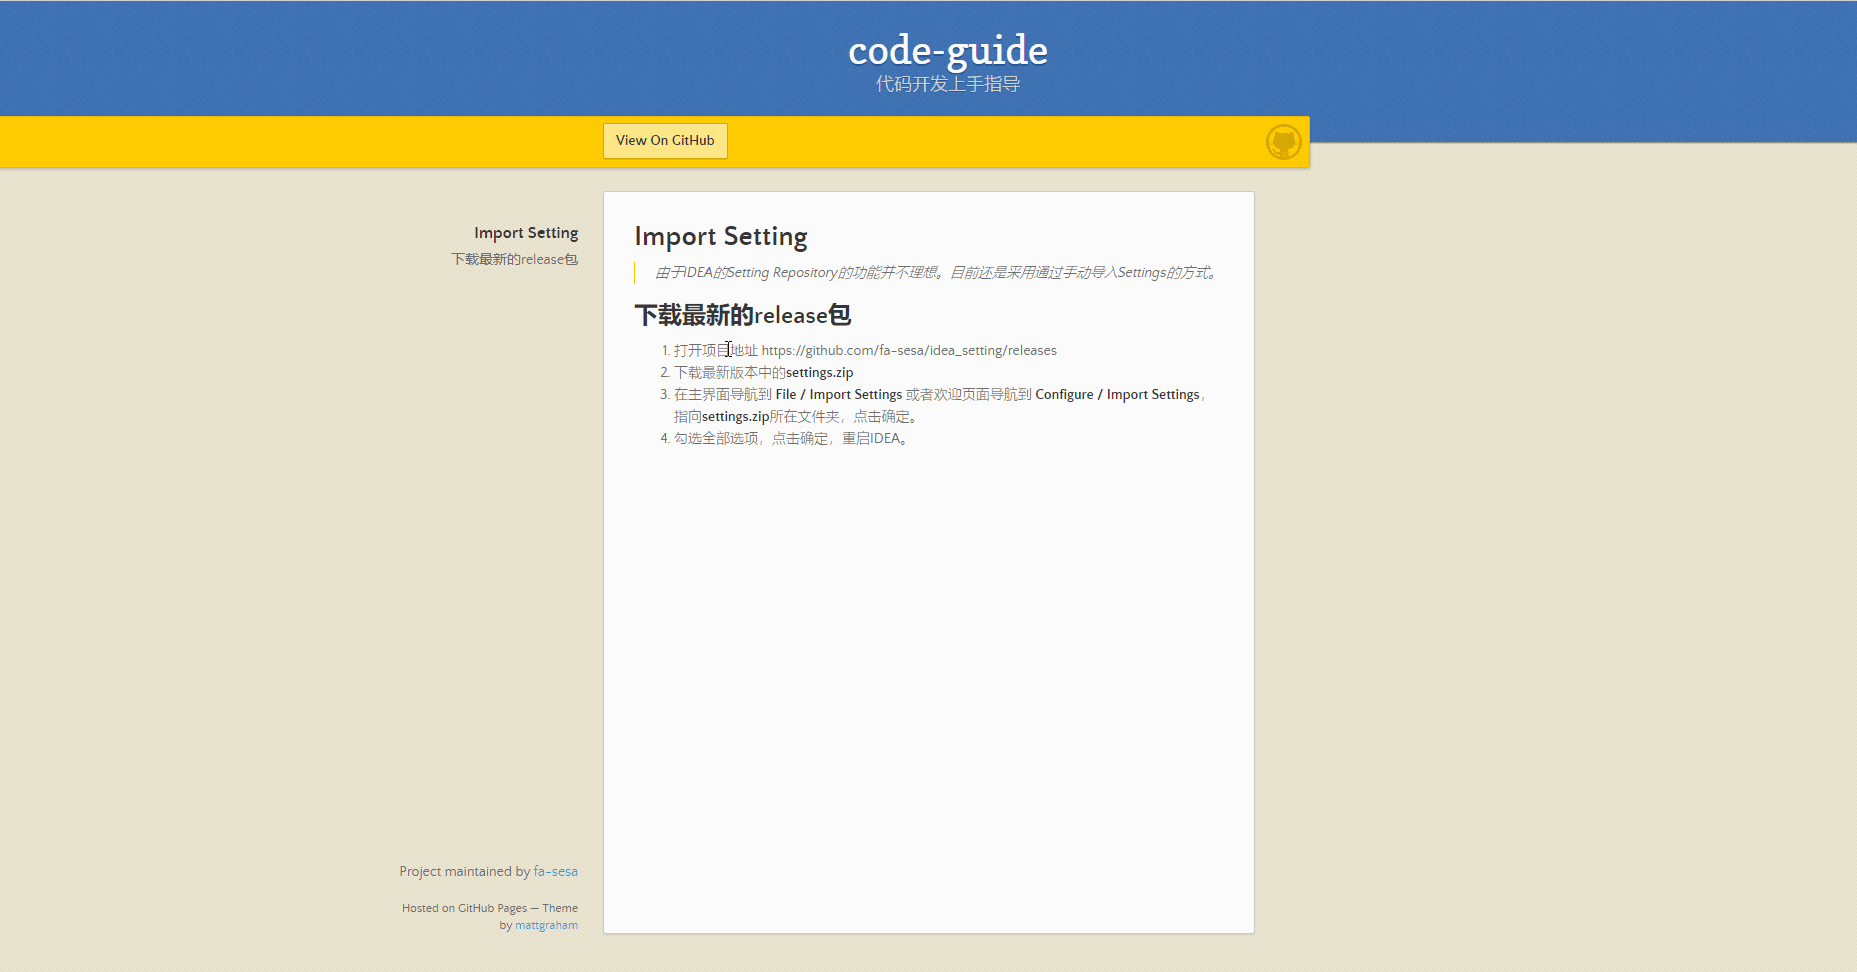 code-guide
代码开发上手指导
View On GitHub
Import Setting
下载最新的release包
Import Setting
由于IDEA的Setting Repository的功能并不理想。目前还是采用通过手动导入Settings的方式。
下载最新的release包
1. 打开项目地址 https://github.com/fa-sesa/idea_setting/releases
2. 下载最新版本中的settings.zip
3. 在主界面导航到 File / Import Settings 或者欢迎页面导航到 Configure / Import Settings，
指向settings.zip所在文件夹，点击确定。
4. 勾选全部选项，点击确定，重启IDEA。
Project maintained by fa-sesa
Hosted on GitHub Pages — Theme
by mattgraham